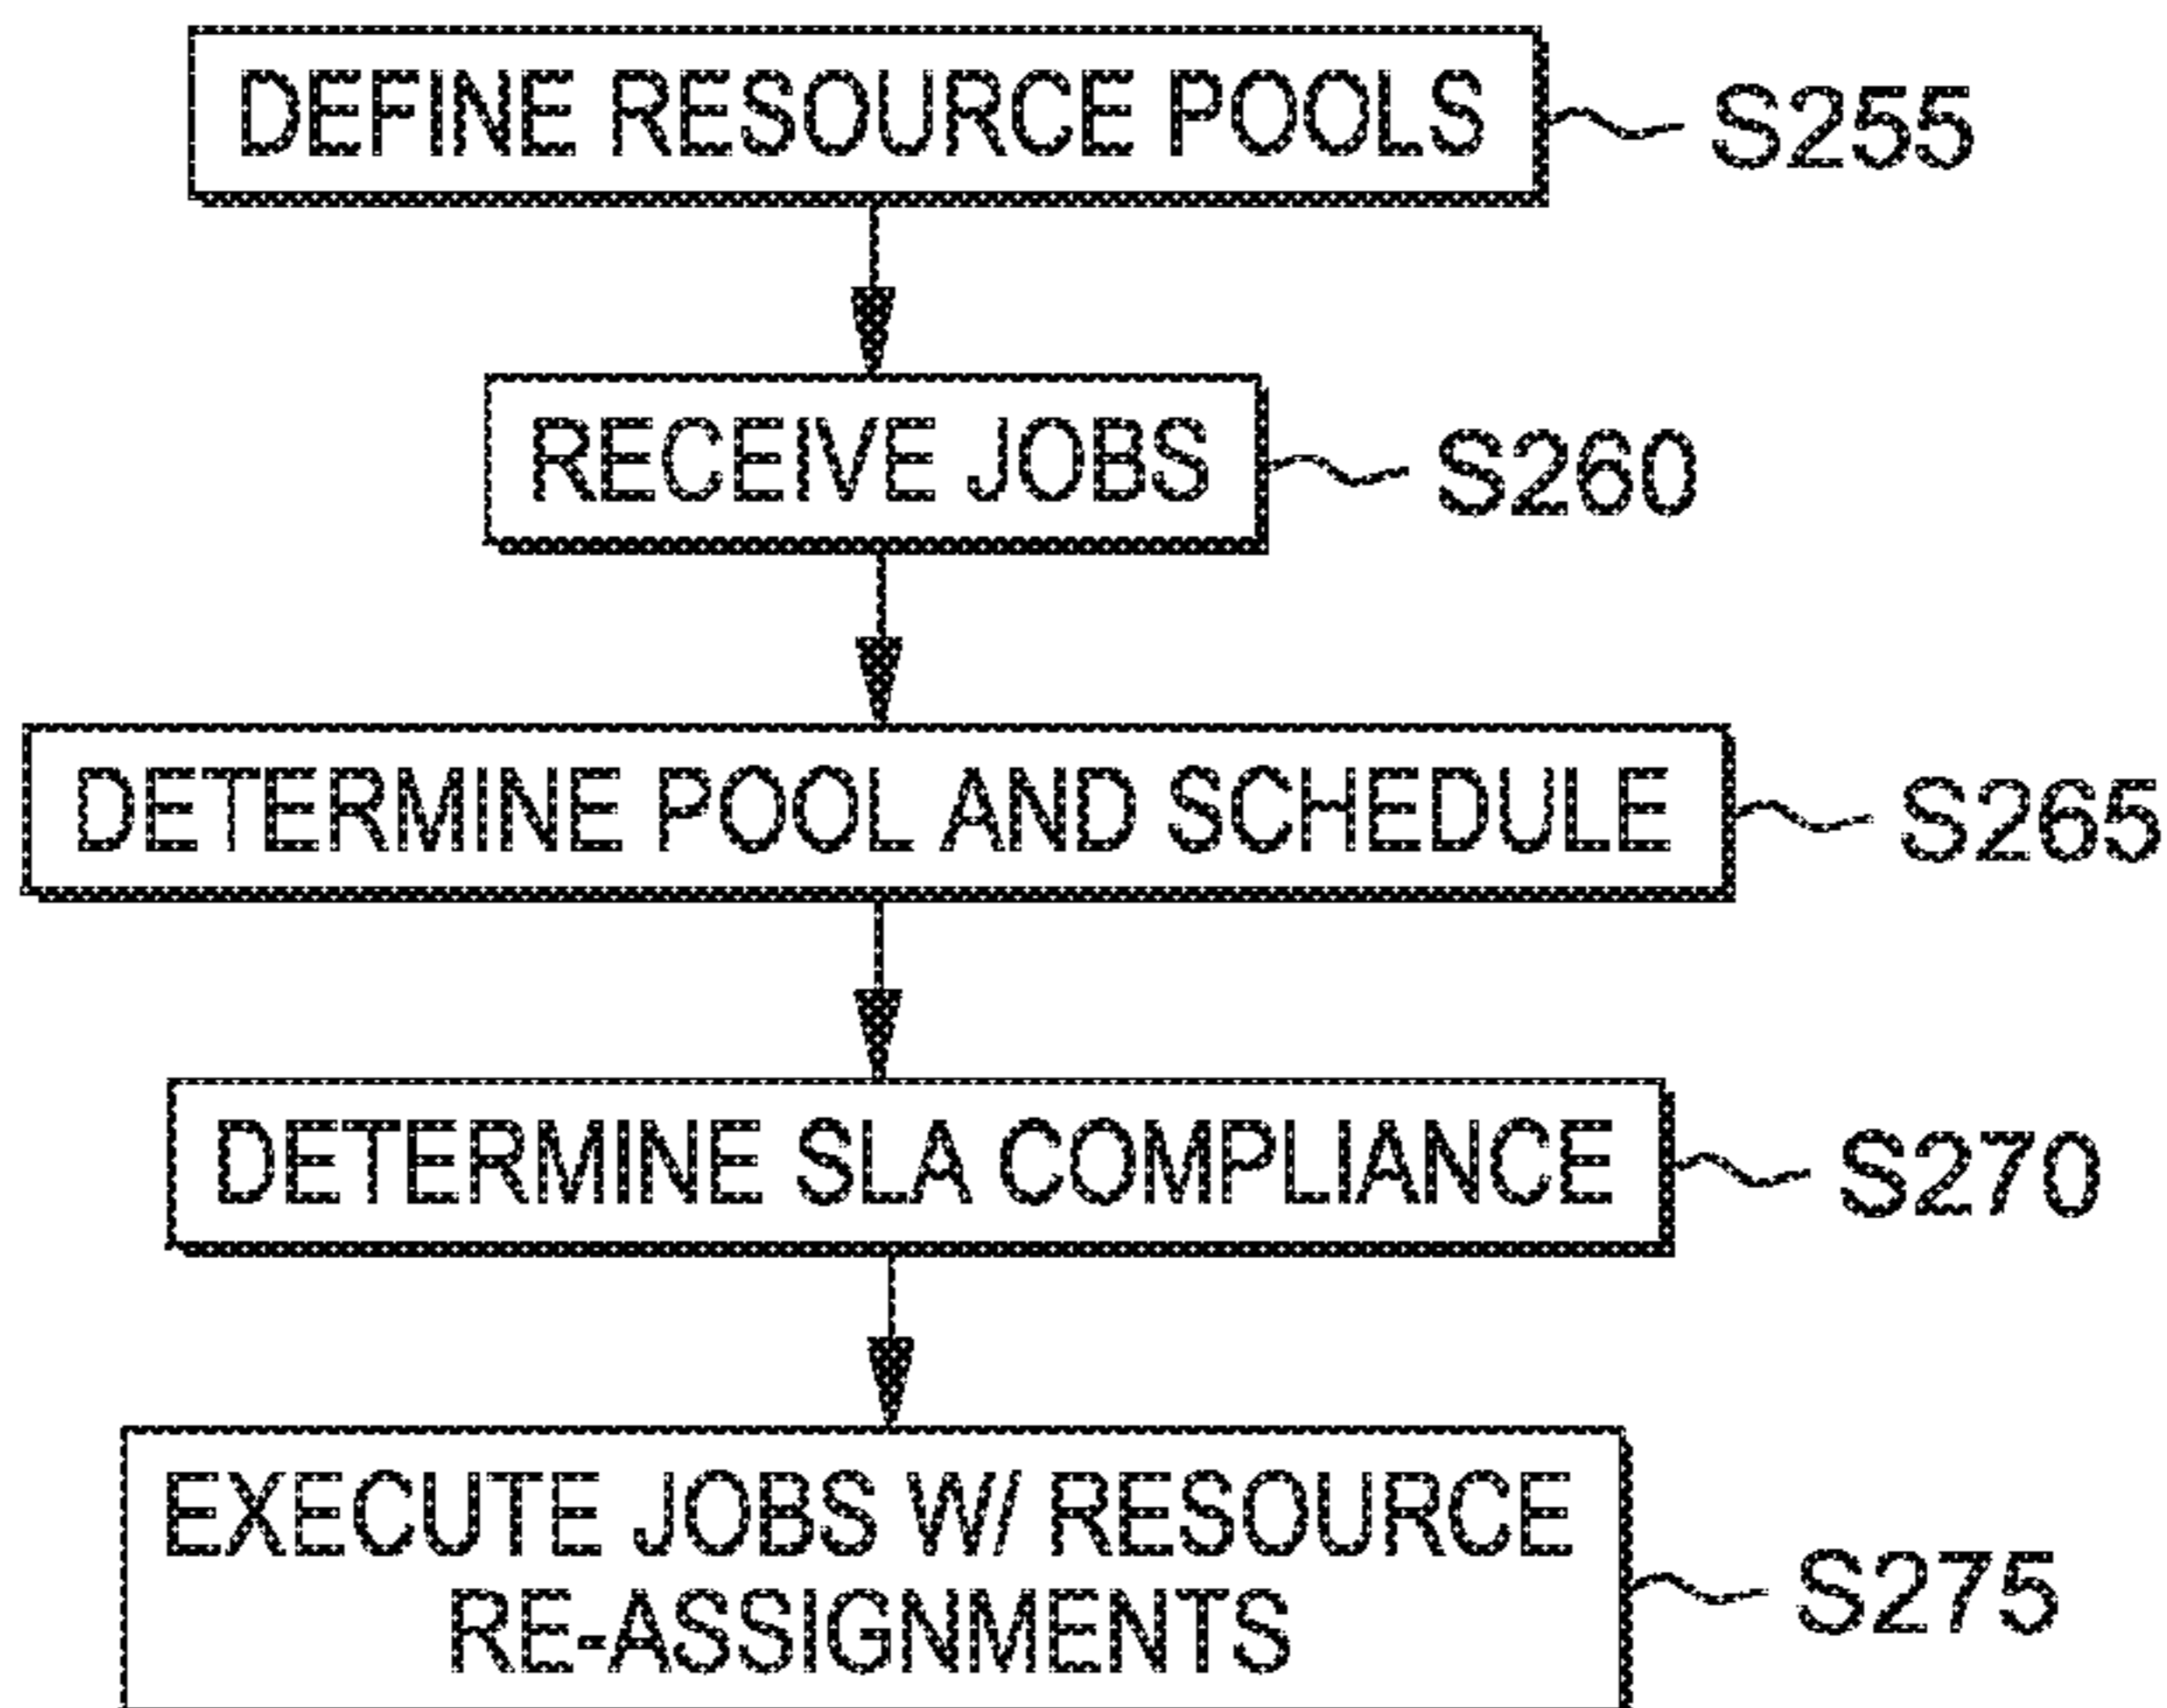 DEFINE RESOURCE POOLS
S255
RECEIVE JOBS
S260
DETERMINE POOL AND SCHEDULE
S265
DETERMINE SLA COMPLIANCE
S270
EXECUTE JOBS W/ RESOURCE
RE-ASSIGNMENTS
S275